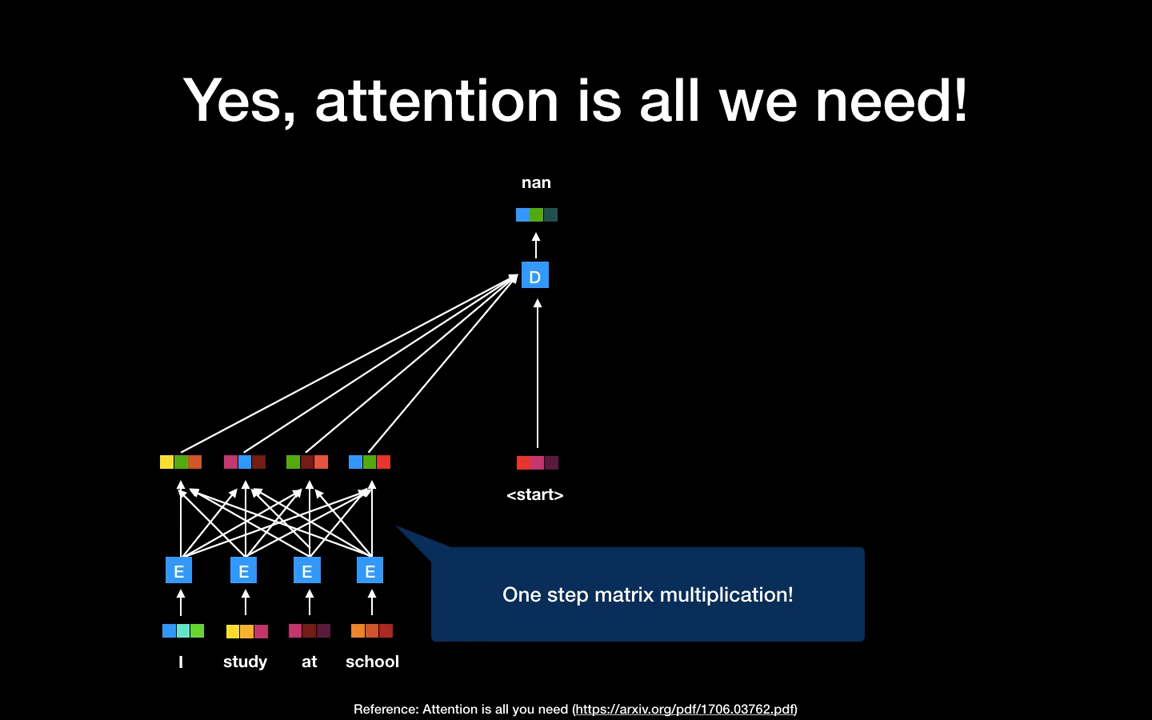 Yes, attention is all we need!
nan
D
<start>
E E E E
One step matrix multiplication!
I study at school
Reference: Attention is all you need (https://arxiv.org/pdf/1706.03762.pdf)